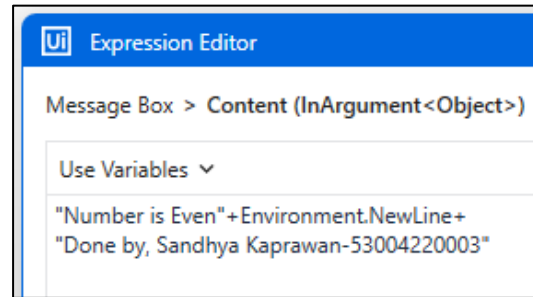 Ui Expression Editor
Message Box > Content (InArgument<Object>)
Use Variables
"Number is Even"+Environment.NewLine+
"Done by, Sandhya Kaprawan-53004220003"